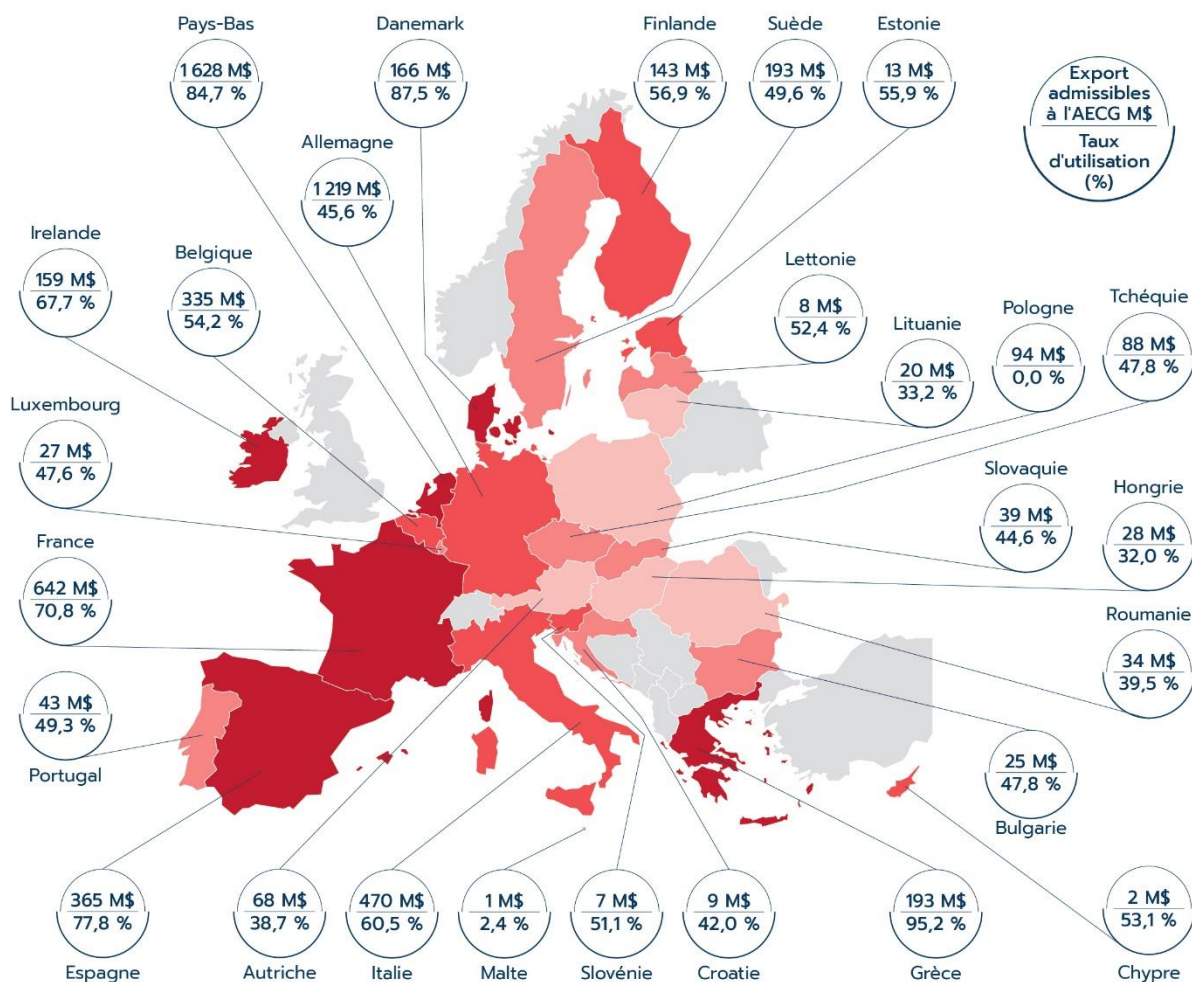 Pays-Bas
1 628 M$
84,7 %
Danemark
166 M$
87,5 %
Finlande
143 M$
56,9 %
Suède
193 M$
49,6 %
Estonie
13 M$
55,9 %
Export
admissibles
à l'AECG M$
Taux
d'utilisation
(%)
Allemagne
1 219 M$
45,6 %
Irelande
159 M$
67,7 %
Belgique
335 M$
54,2 %
Lettonie
8 M$
52,4 %
Lituanie
20 M$
33,2 %
Pologne
94 M$
0,0 %
Tchéquie
88 M$
47,8 %
Luxembourg
27 M$
47,6 %
Slovaquie
39 M$
44,6 %
Hongrie
28 M$
32,0 %
France
642 M$
70,8 %
Roumanie
34 M$
39,5 %
43 M$
49,3 %
Portugal
25 M$
47,8 %
Bulgarie
365 M$
77,8 %
Espagne
68 M$
38,7 %
Autriche
470 M$
60,5 %
Italie
1 M$
2,4 %
Malte
7 M$
51,1 %
Slovénie
9 M$
42,0 %
Croatie
193 M$
95,2 %
Grèce
2 M$
53,1 %
Chypre